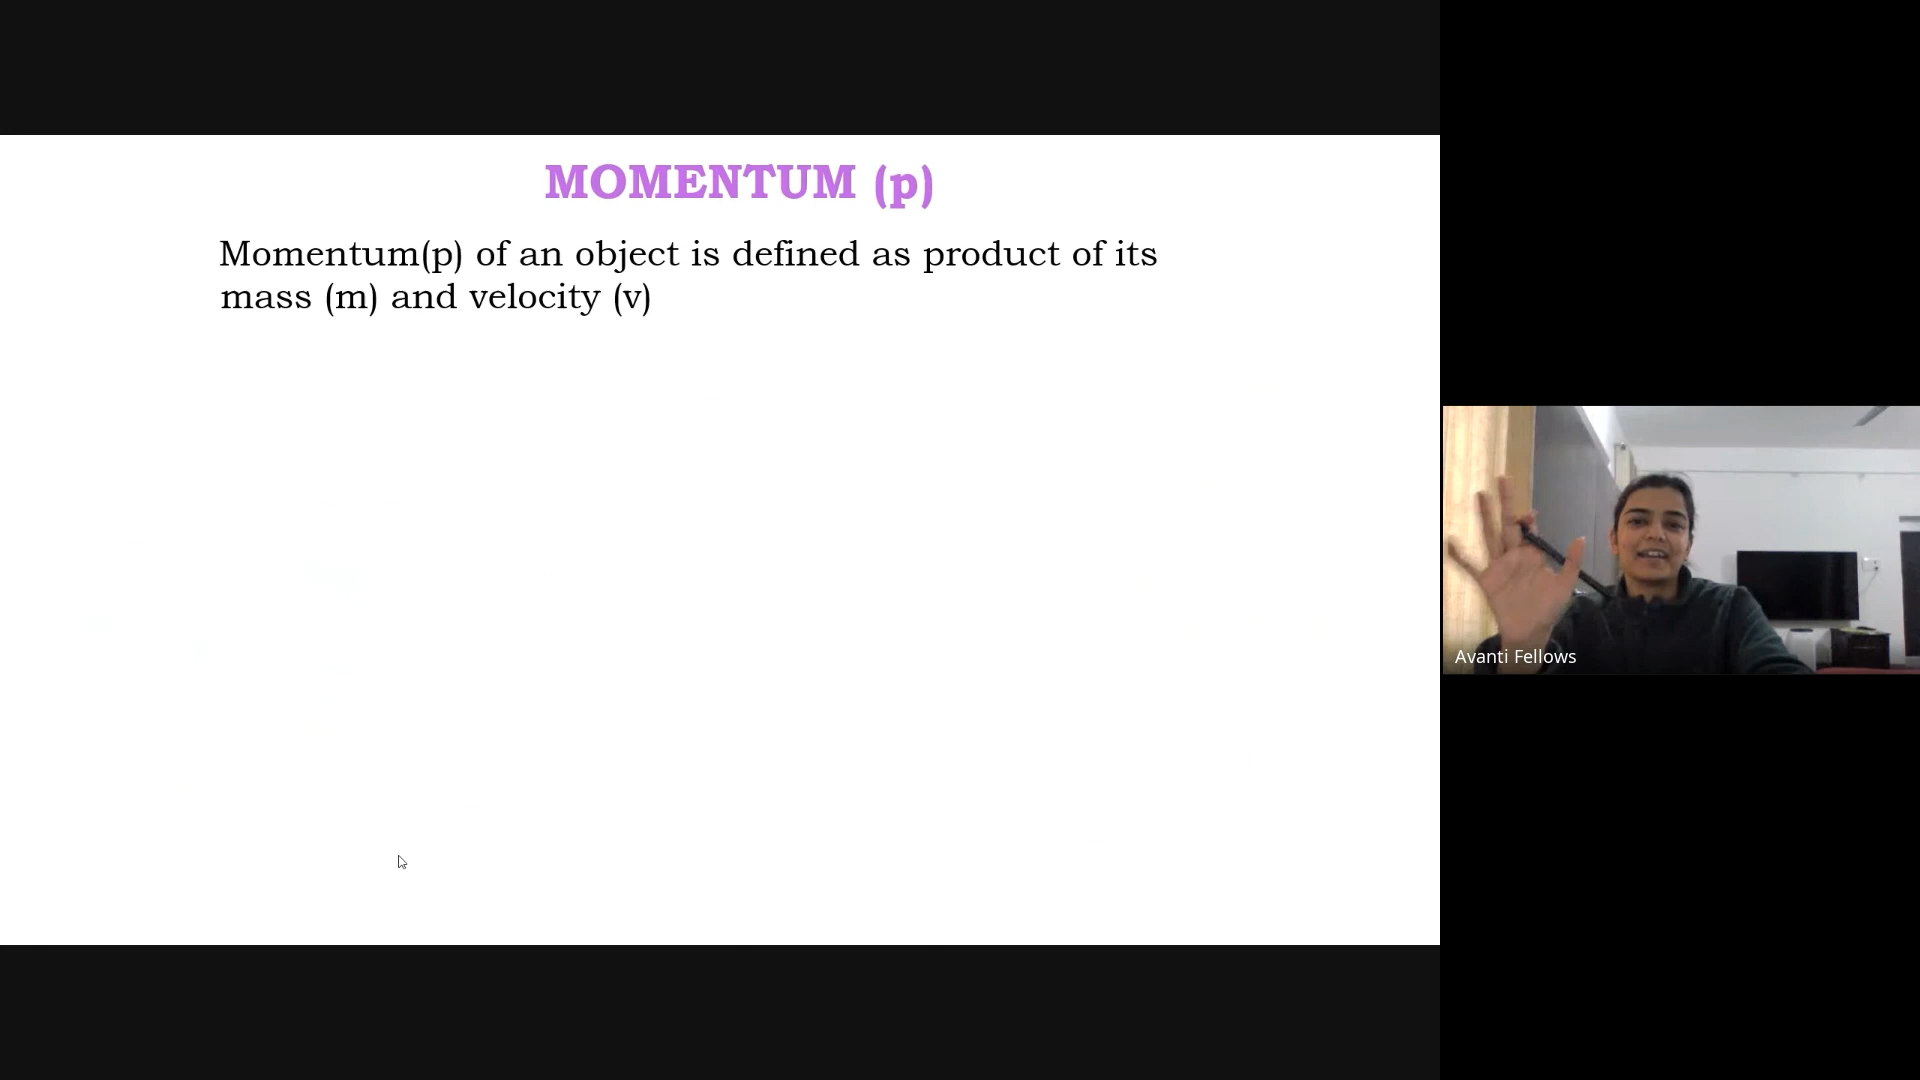 MOMENTUM (p)
Momentum(p) of an object is defined as product of its
mass (m) and velocity (v)
Avanti Fellows